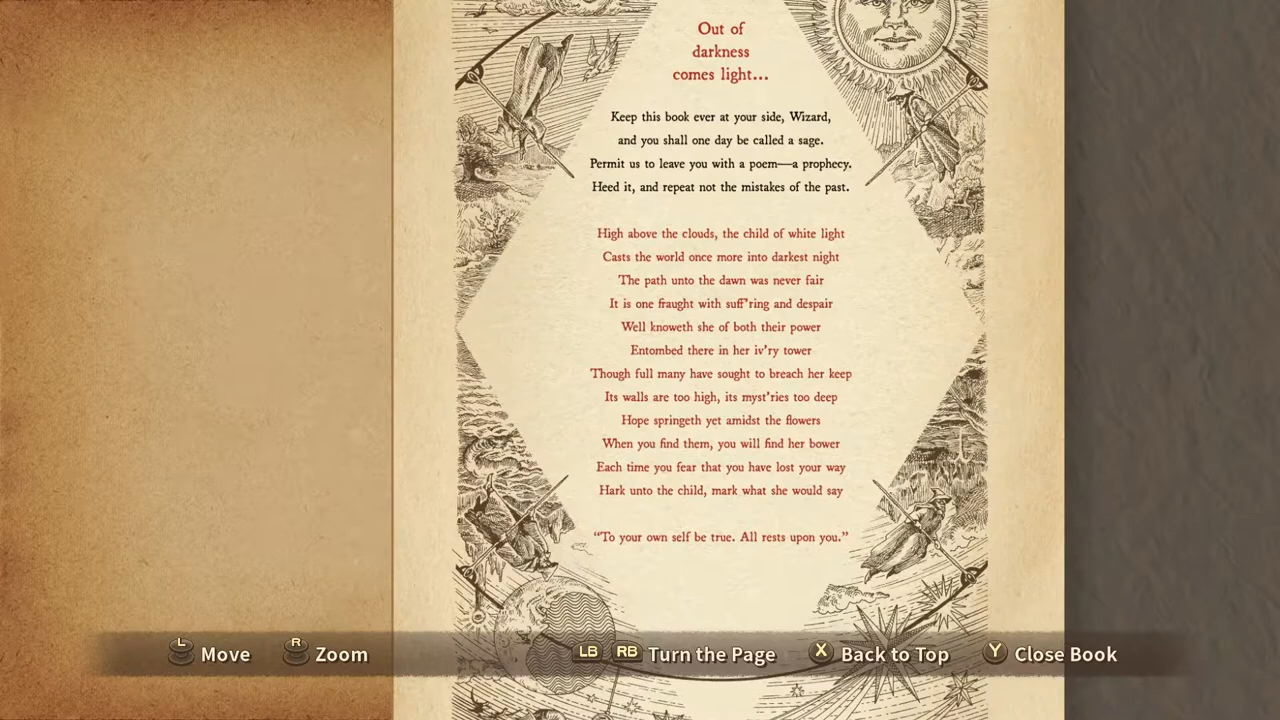 Out of
darkness
comes light...
Keep this book ever at your side, Wizard,
and you shall one day be called a sage.
Permit us to leave you with a poem—a prophecy.
Heed it, and repeat not the mistakes of the past.
High above the clouds, the child of white light
Casts the world once more into darkest night
The path unto the dawn was never fair
It is one fraught with suff'ring and despair
Well knoweth she of both their power
Entombed there in her iv'ry tower
Though full many have sought to breach her keep
Its walls are too high, its myst'ries too deep
Hope springeth yet amidst the flowers
When you find them, you will find her bower
Each time you fear that you have lost your way
Hark unto the child, mark what she would say
“To your own self be true. All rests upon you.”
L Move R Zoom LB RB Turn the Page X Back to Top Y Close Book